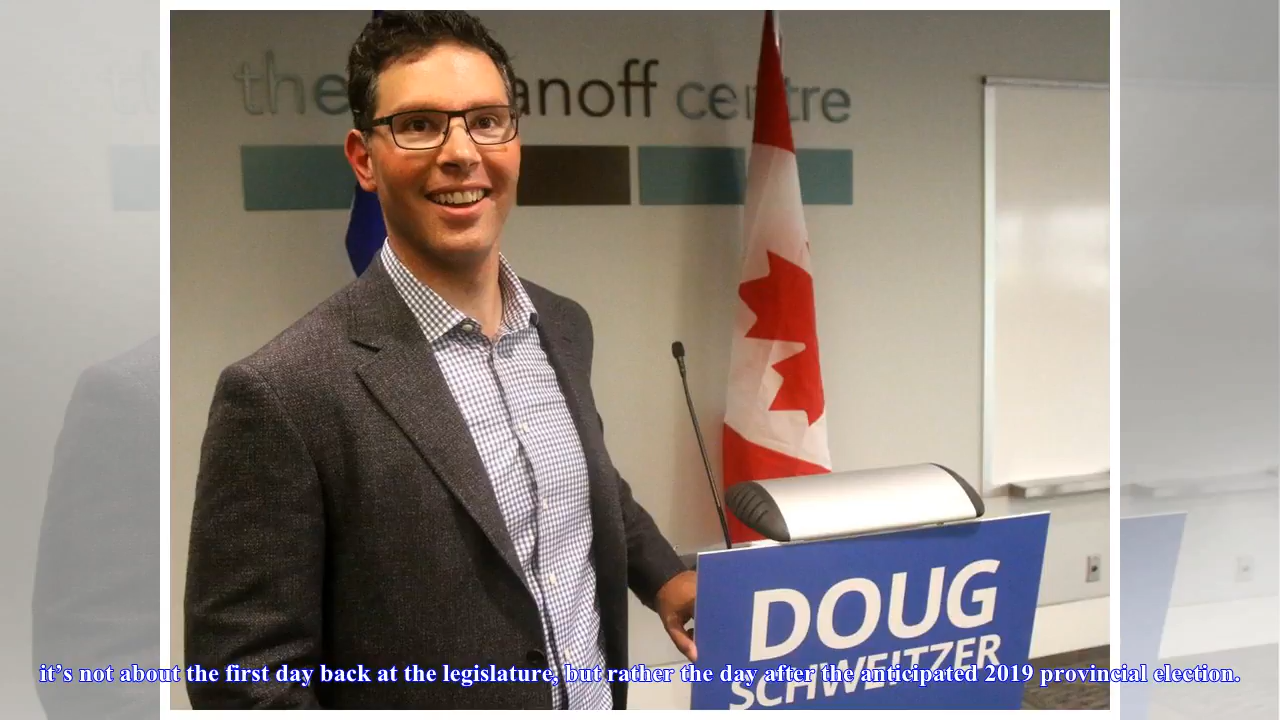 the anoff centre
DOUG
SCHWEITZER
it's not about the first day back at the legislature, but rather the day after the anticipated 2019 provincial election.